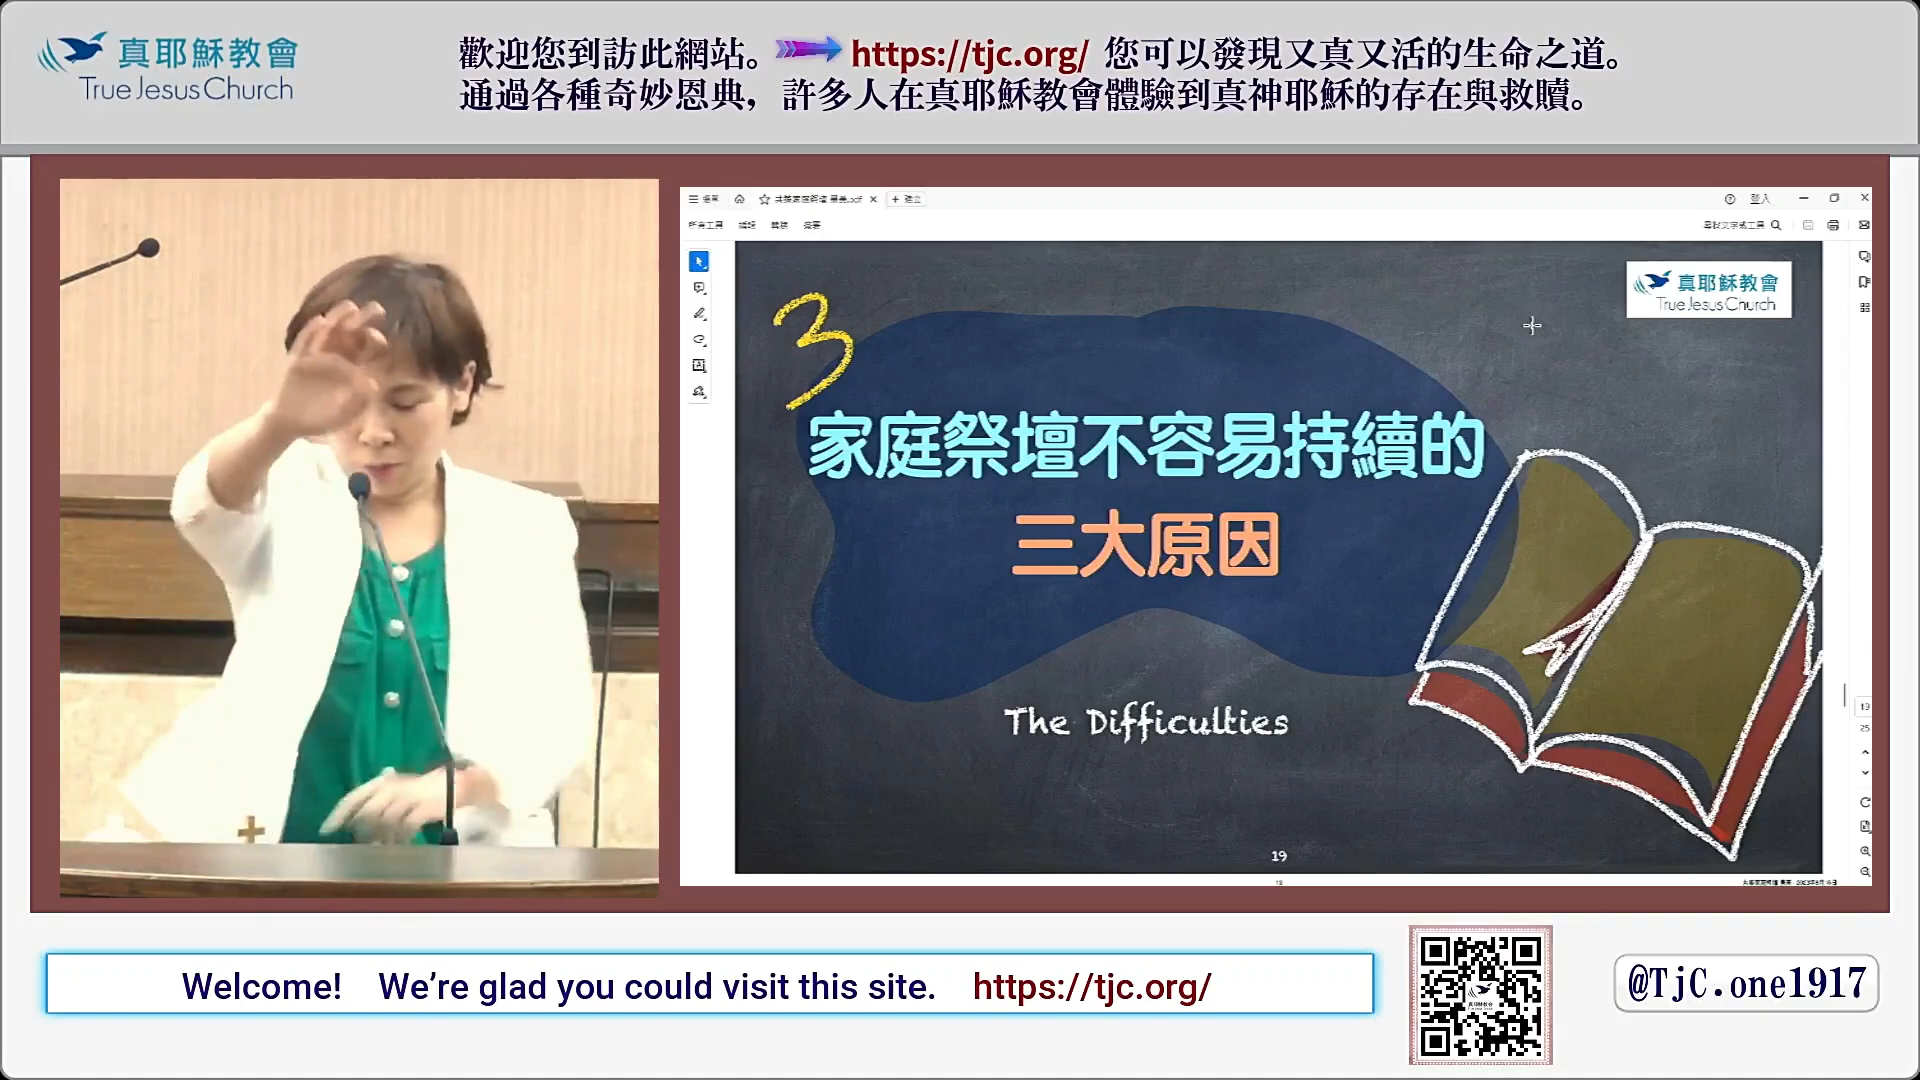 真耶穌教會
True Jesus Church
歡迎您到訪此網站。 https://tjc.org/ 您可以發現又真又活的生命之道。
通過各種奇妙恩典，許多人在真耶穌教會體驗到真神耶穌的存在與救贖。
登入
真耶穌教會
True Jesus Church
3
家庭祭壇不容易持續的
三大原因
The Difficulties
19
19
25
Welcome! We’re glad you could visit this site. https://tjc.org/
@TjC.one1917